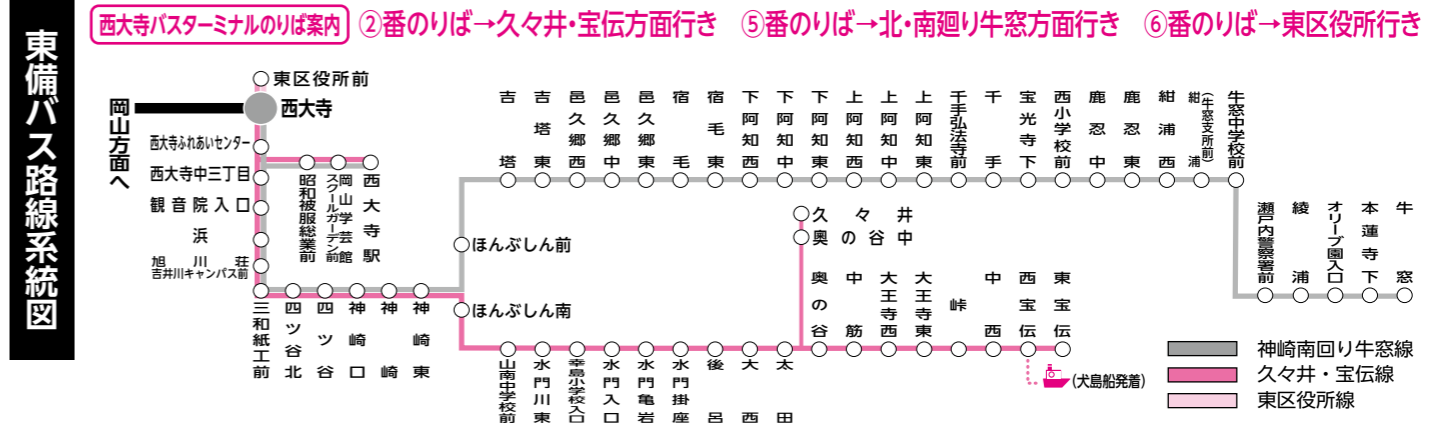 東備バス路線系統図
西大寺バスターミナルのりば案内 ②番のりば→久々井・宝伝方面行き ⑤番のりば→北・南廻り牛窓方面行き ⑥番のりば→東区役所行き
岡山方面へ
東区役所前
西大寺
西大寺ふれあいセンター
西大寺中三丁目
観音院入口
浜
旭川荘
吉井川キャンパス前
昭和被服総業前
岡山学芸館
スクールガーデン前
西大寺駅
三和紙工前
四ツ谷北
四ツ谷
神崎口
神崎
神崎東
ほんぶしん前
ほんぶしん南
吉塔
吉塔東
邑久郷西
邑久郷中
邑久郷東
宿毛
宿毛東
下阿知西
下阿知中
下阿知東
上阿知西
上阿知中
上阿知東
千手弘法寺前
千手
宝光寺下
西小学校前
鹿忍中
鹿忍東
紺浦西
紺浦
(牛窓支所前)
牛窓中学校前
瀬戸内警察署前
綾浦
オリーブ園入口
本蓮寺下
牛窓
山南中学校前
水門川東
幸島小学校入口
水門入口
水門亀岩
水門掛座
後呂
大西
太田
久々井
奥の谷中
奥の谷
中筋
大王寺西
大王寺東
峠
中西
西宝伝
東宝伝
(犬島船発着)
神崎南回り牛窓線
久々井・宝伝線
東区役所線